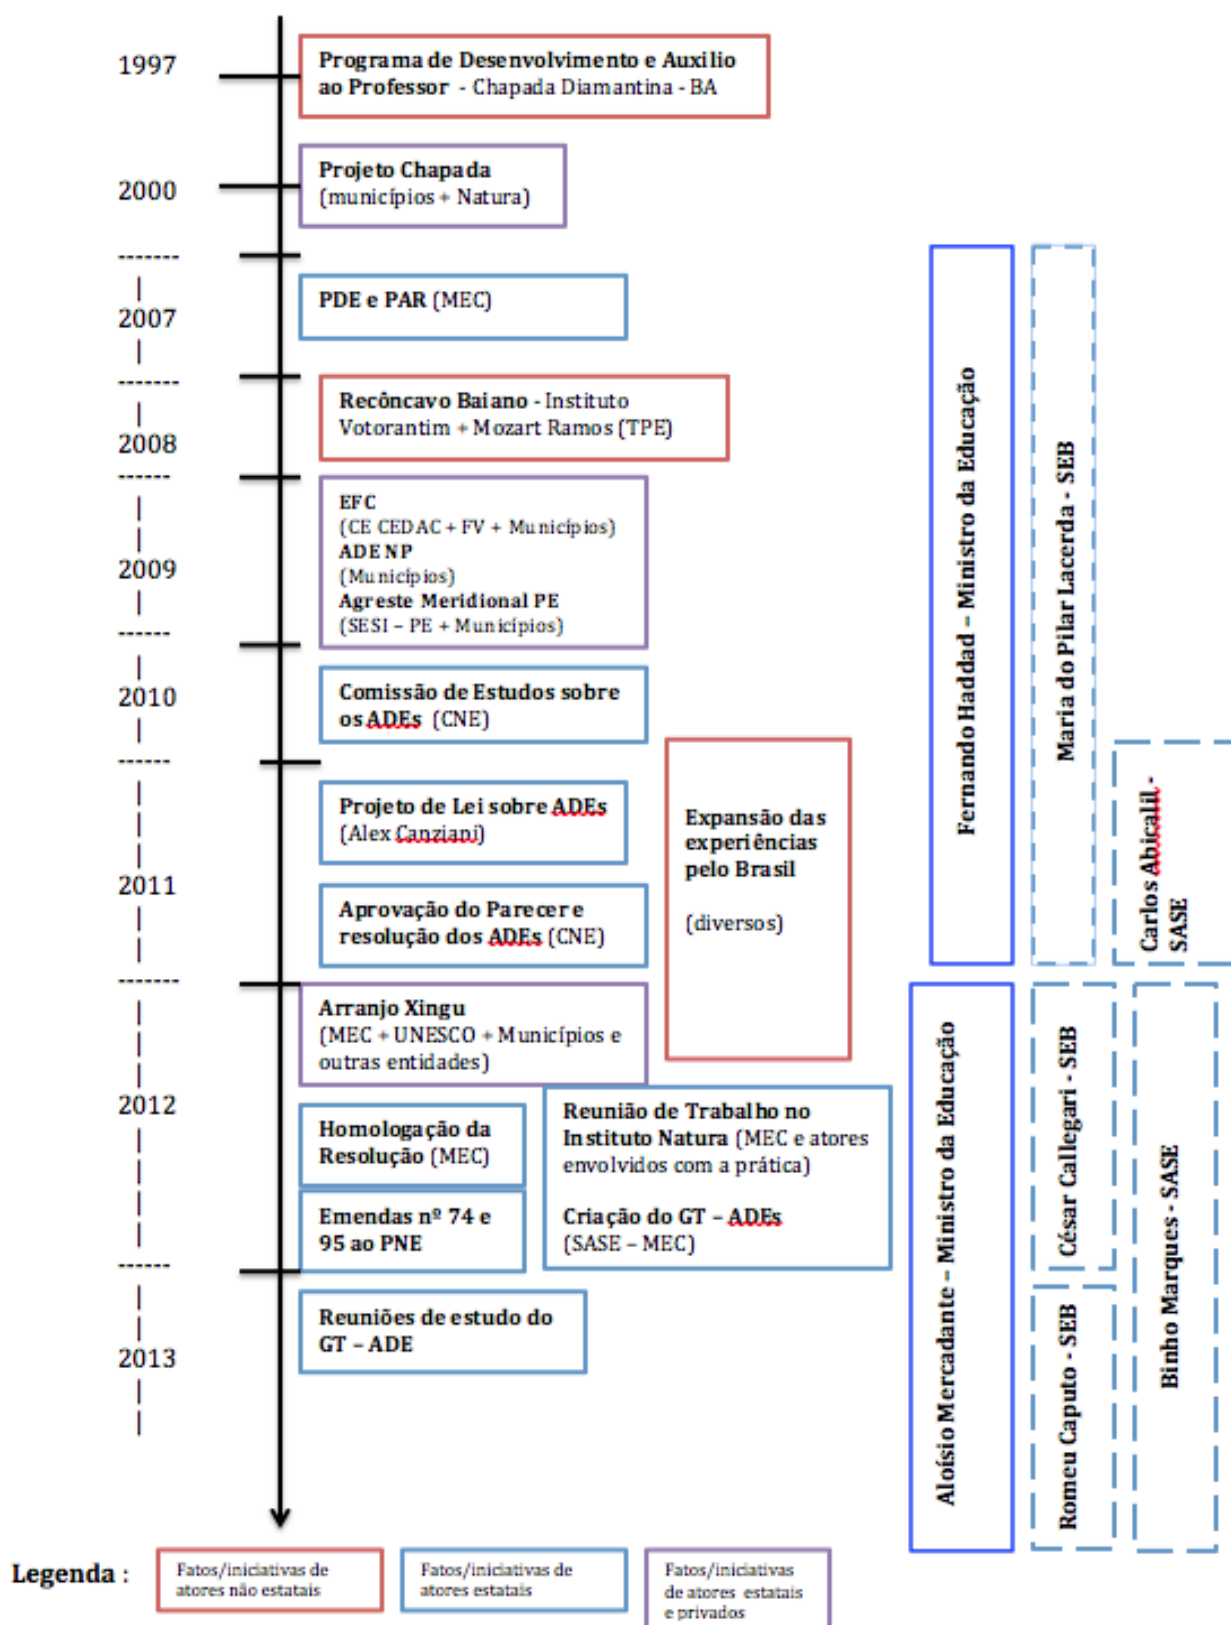 1997
Programa de Desenvolvimento e Auxilio
ao Professor - Chapada Diamantina - BA
2000
Projeto Chapada
(municípios + Natura)
2007
PDE e PAR (MEC)
2008
Recôncavo Baiano - Instituto
Votorantim + Mozart Ramos (TPE)
2009
EFC
(CE CEDAC + FV + Municípios)
ADE NP
(Municípios)
Agreste Meridional PE
(SESI – PE + Municípios)
2010
Comissão de Estudos sobre
os ADEs (CNE)
2011
Projeto de Lei sobre ADEs
(Alex Canziani)
Aprovação do Parecer e
resolução dos ADEs (CNE)
Expansão das
experiências
pelo Brasil
(diversos)
2012
Arranjo Xingu
(MEC + UNESCO + Municípios e
outras entidades)
Homologação da
Resolução (MEC)
Emendas nº 74 e
95 ao PNE
Reunião de Trabalho no
Instituto Natura (MEC e atores
envolvidos com a prática)
Criação do GT – ADEs
(SASE – MEC)
2013
Reuniões de estudo do
GT – ADE
Fernando Haddad – Ministro da Educação
Maria do Pilar Lacerda - SEB
Carlos Abicalil -
SASE
Aloísio Mercadante – Ministro da Educação
César Callegari - SEB
Romeu Caputo - SEB
Binho Marques - SASE
Legenda :
Fatos/iniciativas de
atores não estatais
Fatos/iniciativas de
atores estatais
Fatos/iniciativas
de atores estatais
e privados